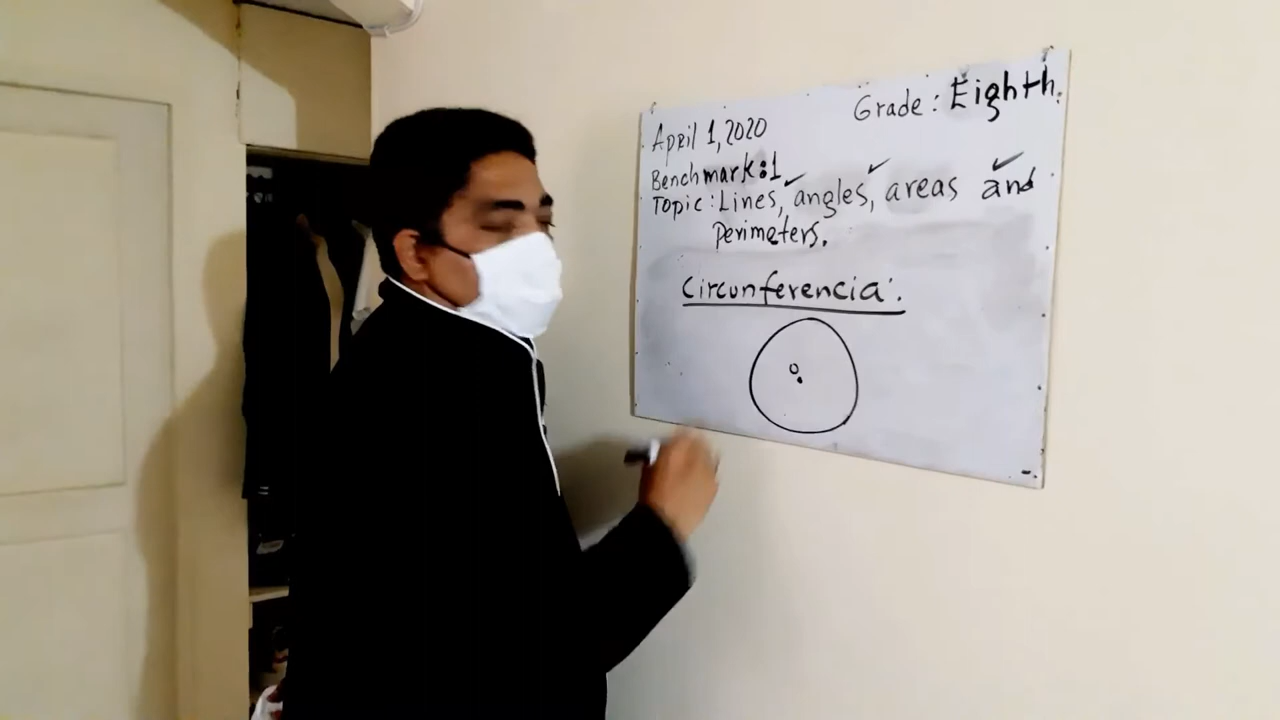 Grade: Eighth.
April 1, 2020
Benchmark:1
Topic: Lines, angles, areas and
Perimeters.
Circunferencia:
o